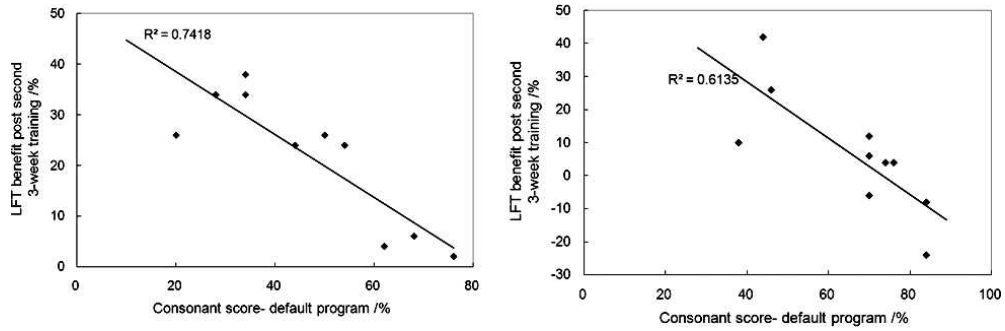 50
40
30
20
10
0
LFT benefit post second
3-week training /%
R² = 0.7418
0 20 40 60 80
Consonant score- default program /%
50
40
30
20
10
0
-10
-20
-30
LFT benefit post second
3-week training /%
R² = 0.6135
0 20 40 60 80 100
Consonant score- default program /%